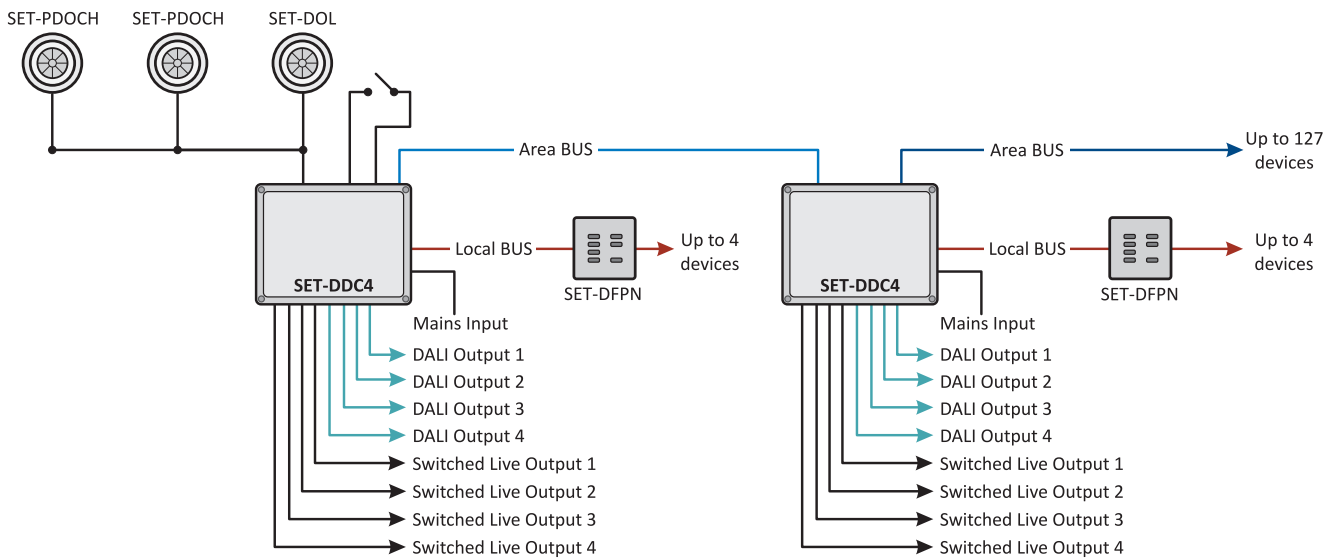 SET-PDOCH
SET-PDOCH
SET-DOL
Area BUS
Area BUS
Up to 127
devices
Local BUS
Up to 4
devices
Local BUS
Up to 4
devices
SET-DDC4
SET-DFPN
SET-DDC4
SET-DFPN
Mains Input
DALI Output 1
DALI Output 2
DALI Output 3
DALI Output 4
Switched Live Output 1
Switched Live Output 2
Switched Live Output 3
Switched Live Output 4
Mains Input
DALI Output 1
DALI Output 2
DALI Output 3
DALI Output 4
Switched Live Output 1
Switched Live Output 2
Switched Live Output 3
Switched Live Output 4